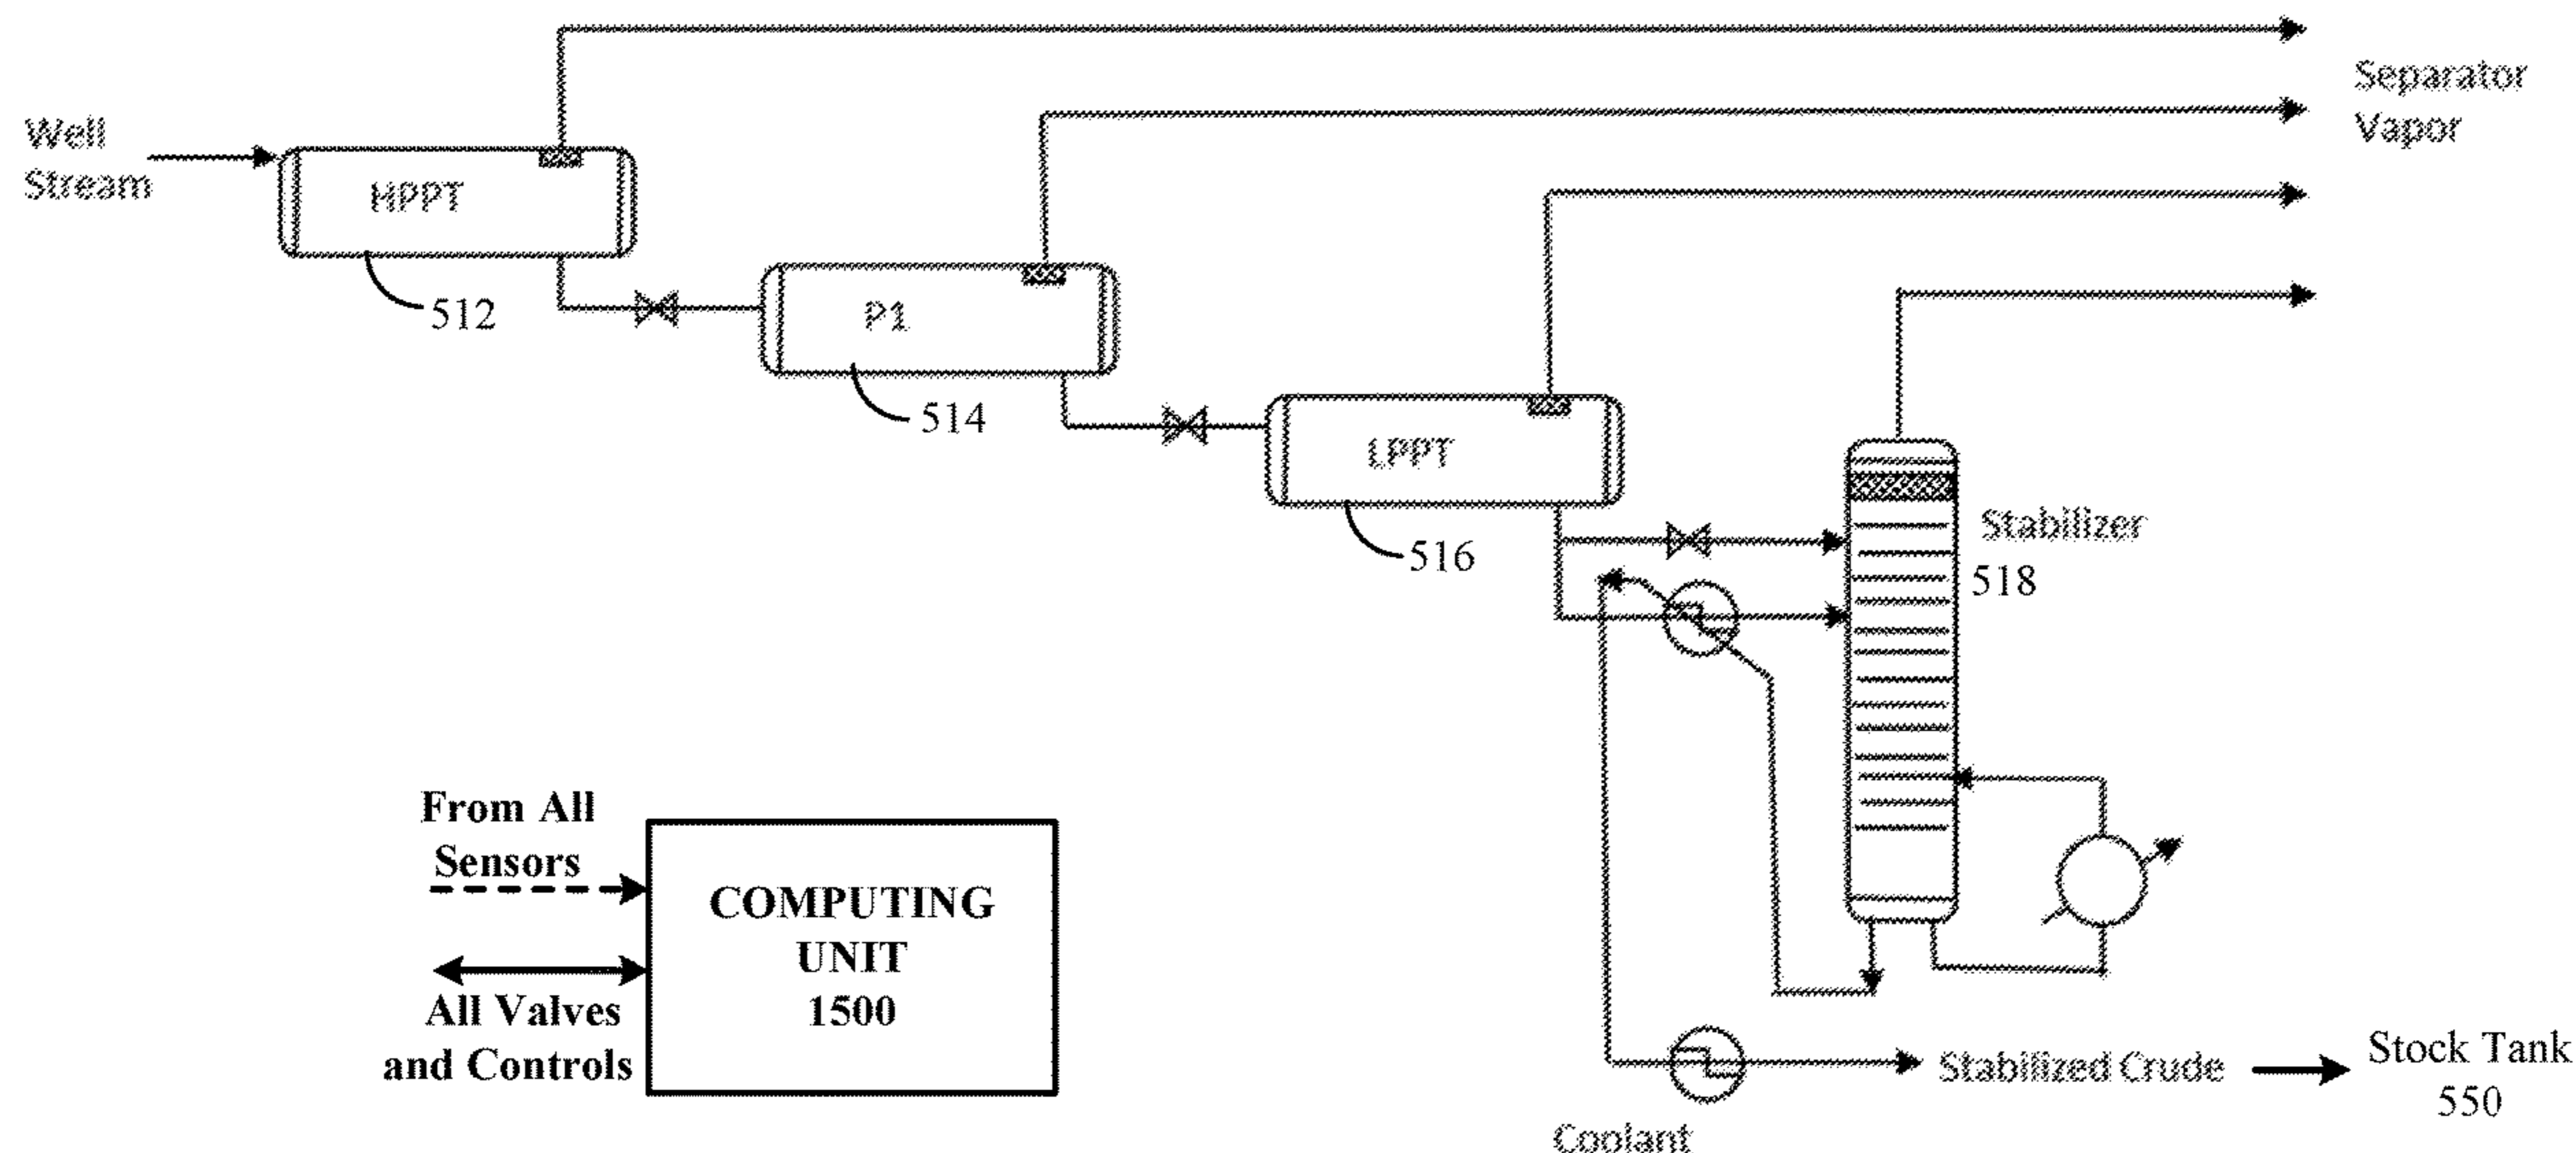 Well
Stream
Separator
Vapor
HPPT
512
P1
514
LPPT
516
Stabilizer
518
From All
Sensors
COMPUTING
UNIT
1500
All Valves
and Controls
Stabilized Crude
Stock Tank
550
Coolant